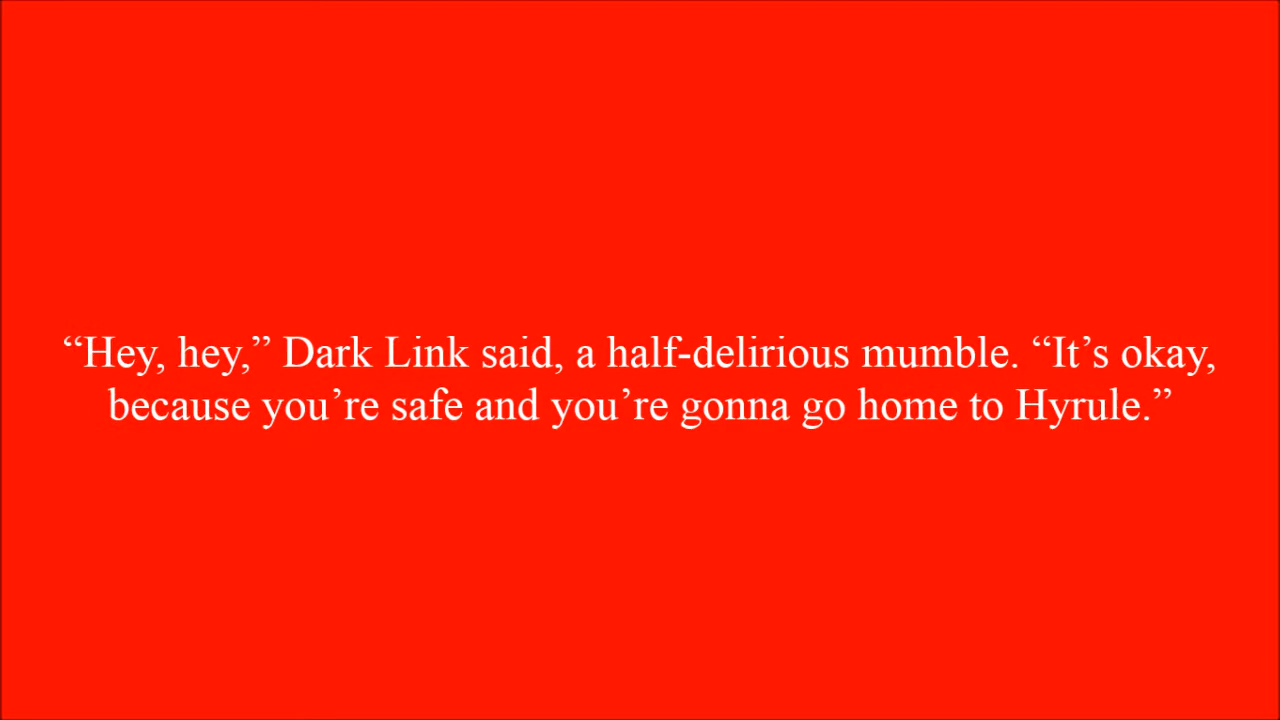 “Hey, hey,” Dark Link said, a half-delirious mumble. “It’s okay,
because you’re safe and you’re gonna go home to Hyrule.”